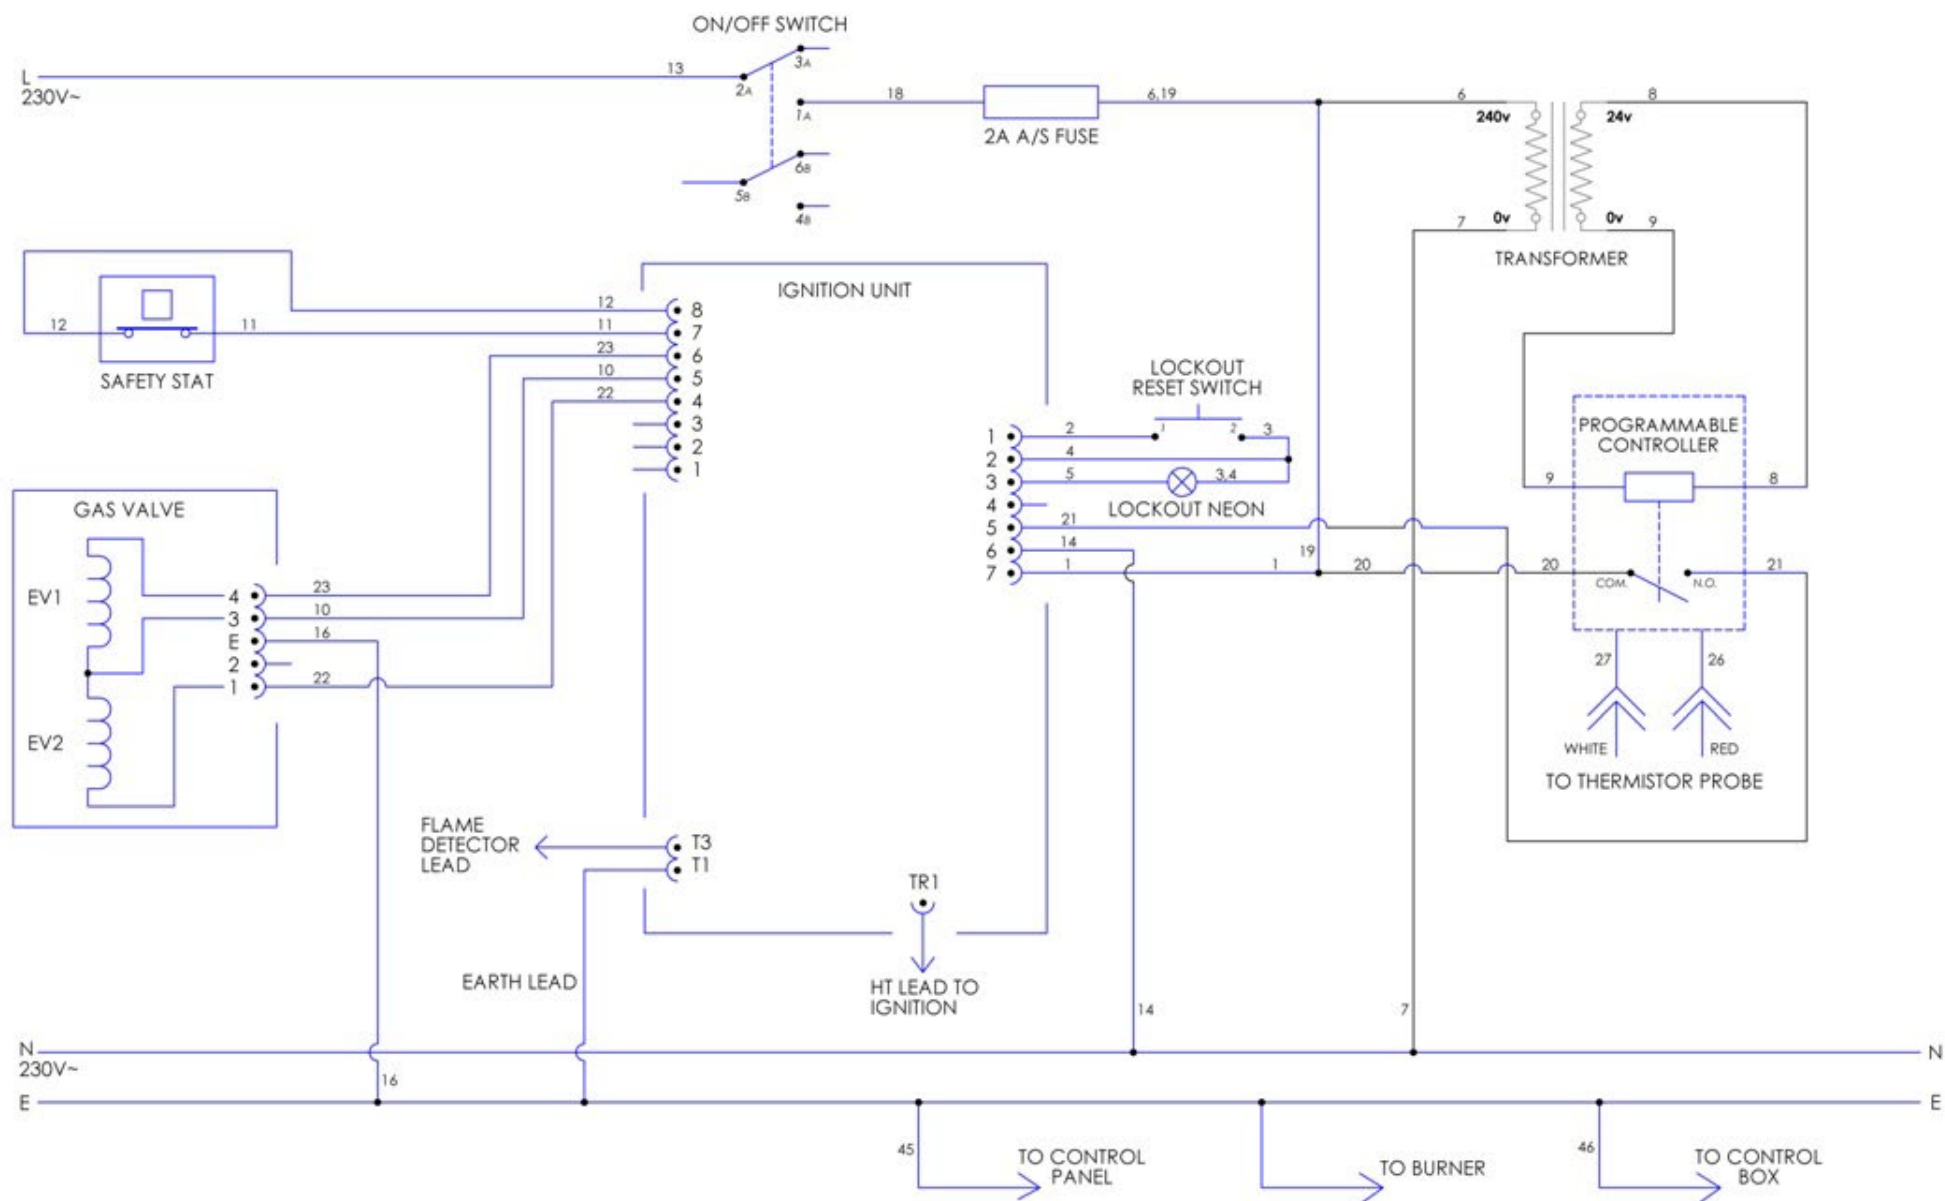 ON/OFF SWITCH
L
230V~
13
2A
3A
1A
18
2A A/S FUSE
6,19
6
240v
24v
8
5B
6B
4B
7
0v
0v
9
TRANSFORMER
12
11
SAFETY STAT
IGNITION UNIT
12
8
11
7
23
6
10
5
22
4
3
2
1
LOCKOUT
RESET SWITCH
1
2
1
2
3
2
4
3
5
3,4
4
LOCKOUT NEON
5
21
6
14
7
1
1
19
20
20
PROGRAMMABLE
CONTROLLER
9
8
COM.
N.O.
21
27
26
WHITE
RED
TO THERMISTOR PROBE
GAS VALVE
EV1
EV2
4
23
3
10
E
16
2
1
22
FLAME
DETECTOR
LEAD
T3
T1
TR1
EARTH LEAD
HT LEAD TO
IGNITION
14
7
N
230V~
N
16
E
E
45
TO CONTROL
PANEL
TO BURNER
46
TO CONTROL
BOX